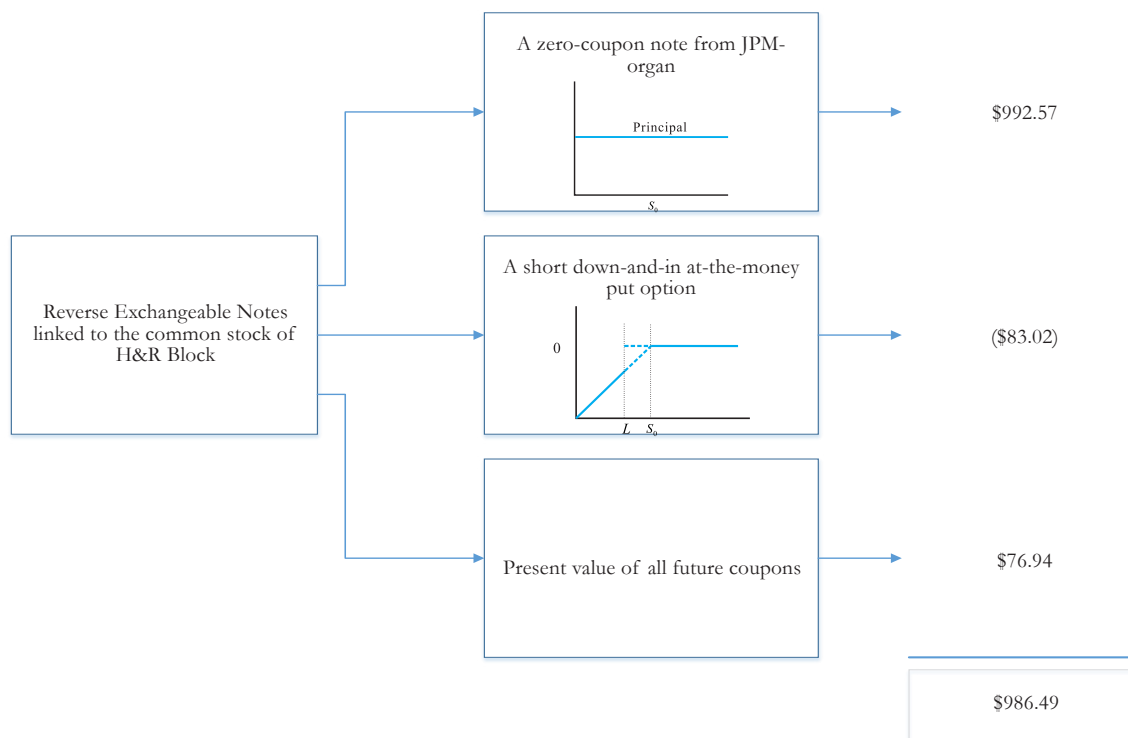 A zero-coupon note from JPM-
organ
Principal
S₀
$992.57
Reverse Exchangeable Notes
linked to the common stock of
H&R Block
A short down-and-in at-the-money
put option
0
L S₀
($83.02)
Present value of all future coupons
$76.94
$986.49